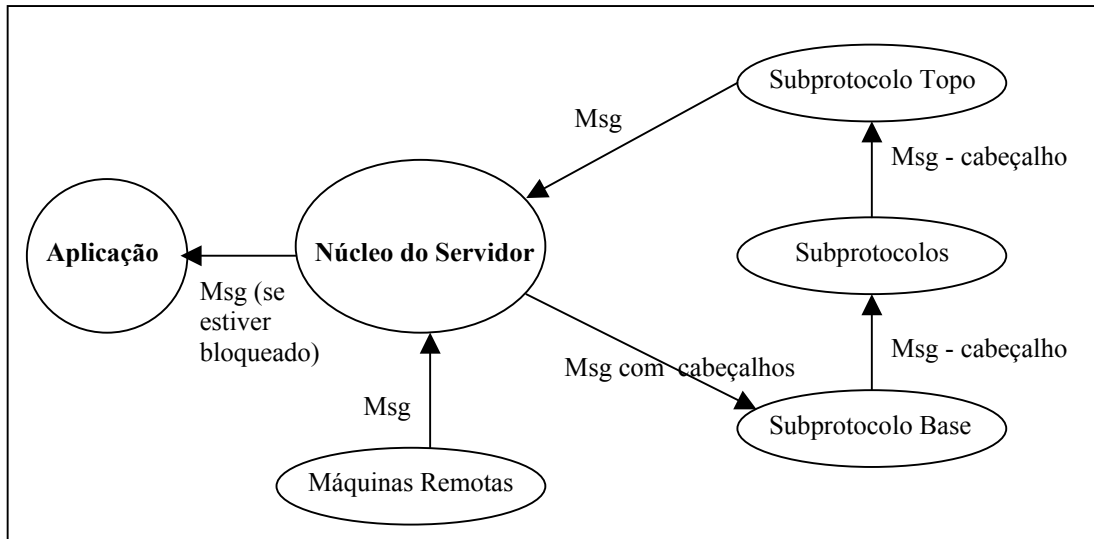 Subprotocolo Topo
Msg
Msg - cabeçalho
Aplicação
Núcleo do Servidor
Subprotocolos
Msg (se
estiver
bloqueado)
Msg - cabeçalho
Msg com  cabeçalhos
Msg
Subprotocolo Base
Máquinas Remotas